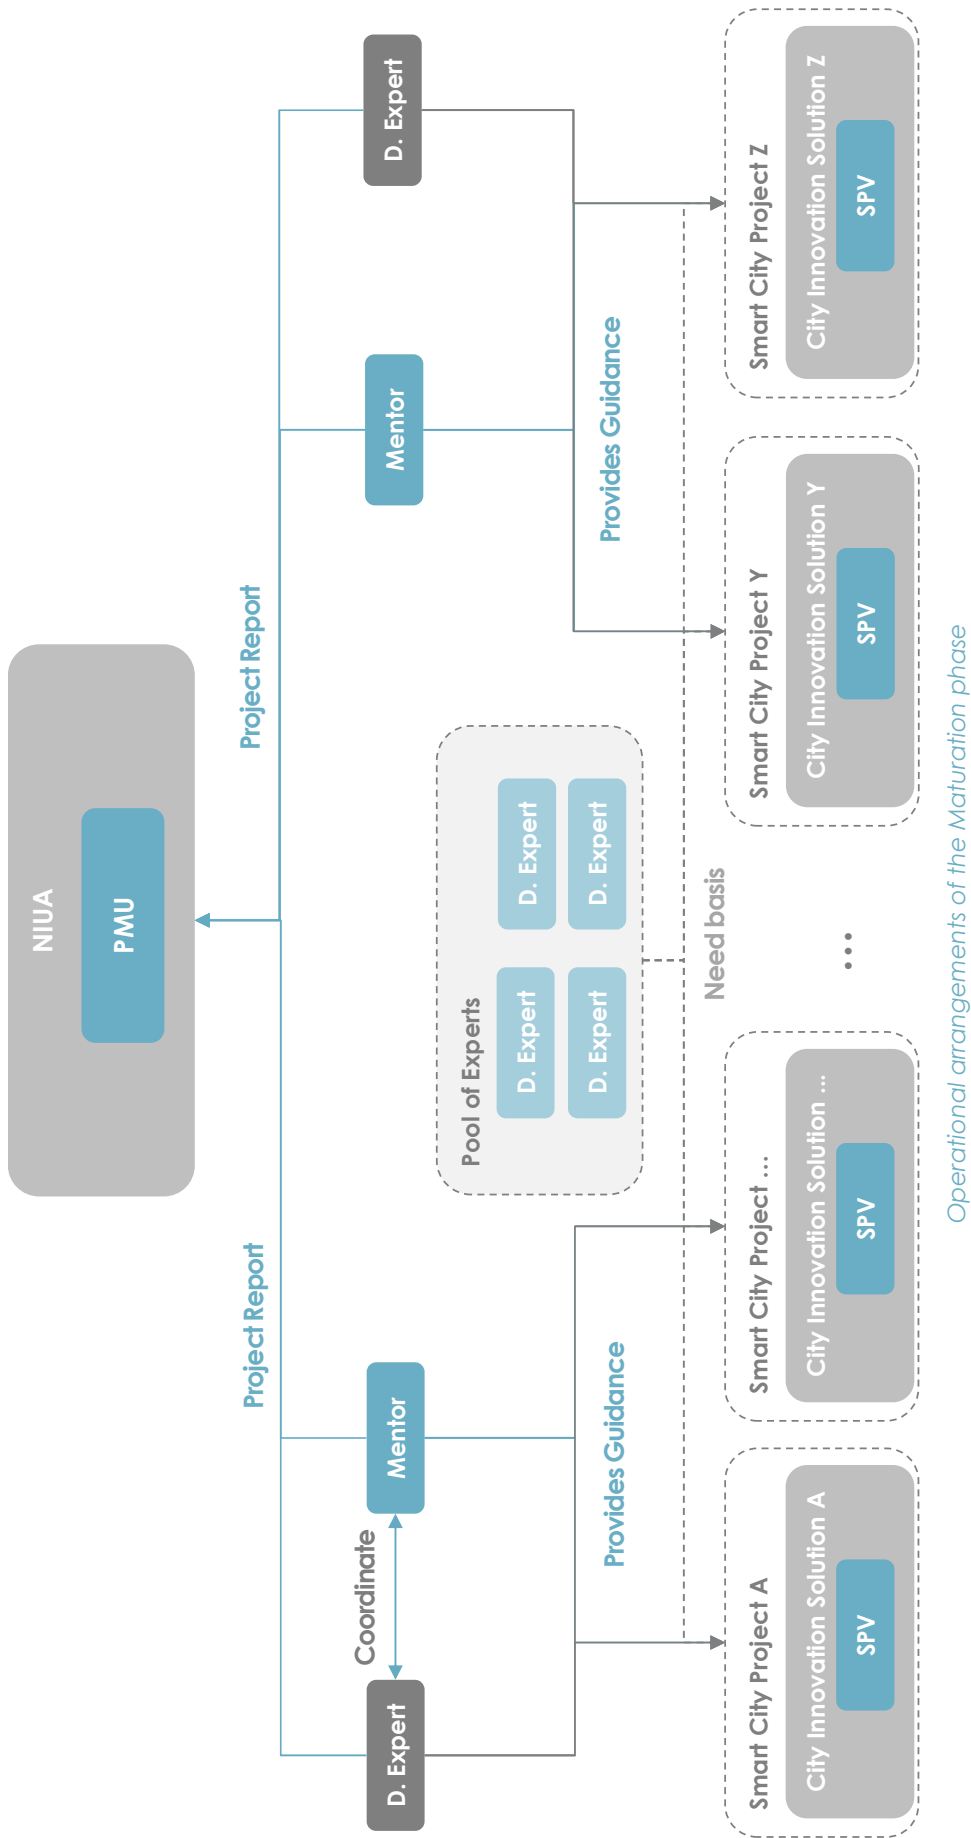 NIUA
PMU
Project Report
Project Report
D. Expert
Coordinate
Mentor
Mentor
D. Expert
Pool of Experts
D. Expert
D. Expert
D. Expert
D. Expert
Provides Guidance
Provides Guidance
Need basis
Smart City Project A
City Innovation Solution A
SPV
Smart City Project ...
City Innovation Solution ...
SPV
...
Smart City Project Y
City Innovation Solution Y
SPV
Smart City Project Z
City Innovation Solution Z
SPV
Operational arrangements of the Maturation phase